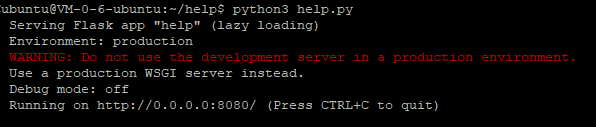 ubuntu@VM-0-6-ubuntu:~/help$ python3 help.py
Serving Flask app "help" (lazy loading)
Environment: production
WARNING: Do not use the development server in a production environment.
Use a production WSGI server instead.
Debug mode: off
Running on http://0.0.0.0:8080/ (Press CTRL+C to quit)